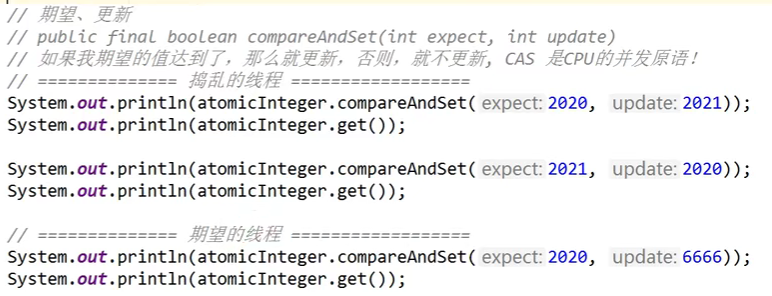 // 期望、更新
// public final boolean compareAndSet(int expect, int update)
// 如果我期望的值达到了，那么就更新，否则，就不更新, CAS 是CPU的并发原语！
// ============== 捣乱的线程 ==================
System.out.println(atomicInteger.compareAndSet( expect: 2020, update: 2021));
System.out.println(atomicInteger.get());
System.out.println(atomicInteger.compareAndSet( expect: 2021, update: 2020));
System.out.println(atomicInteger.get());
// ============== 期望的线程 ==================
System.out.println(atomicInteger.compareAndSet( expect: 2020, update: 6666));
System.out.println(atomicInteger.get());